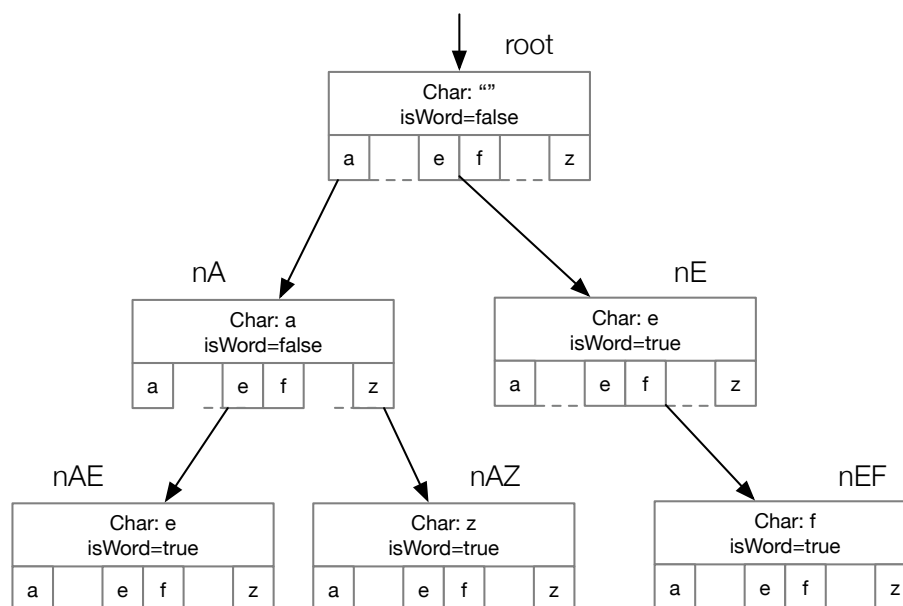 root
Char: “”
isWord=false
a e f z
nA
nE
Char: a
isWord=false
a e f z
Char: e
isWord=true
a e f z
nAE
nAZ
nEF
Char: e
isWord=true
a e f z
Char: z
isWord=true
a e f z
Char: f
isWord=true
a e f z